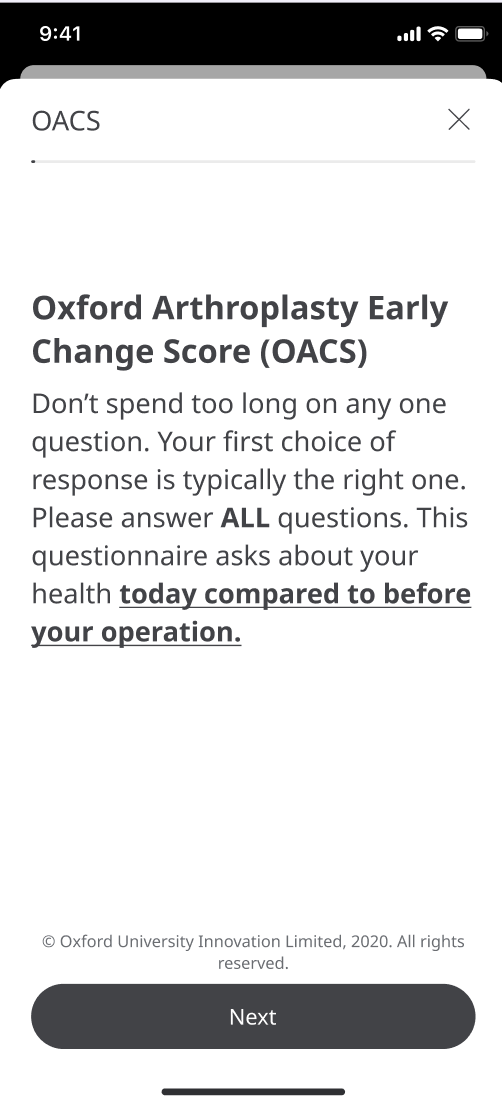 9:41
OACS
Oxford Arthroplasty Early
Change Score (OACS)
Don’t spend too long on any one
question. Your first choice of
response is typically the right one.
Please answer ALL questions. This
questionnaire asks about your
health today compared to before
your operation.
© Oxford University Innovation Limited, 2020. All rights
reserved.
Next